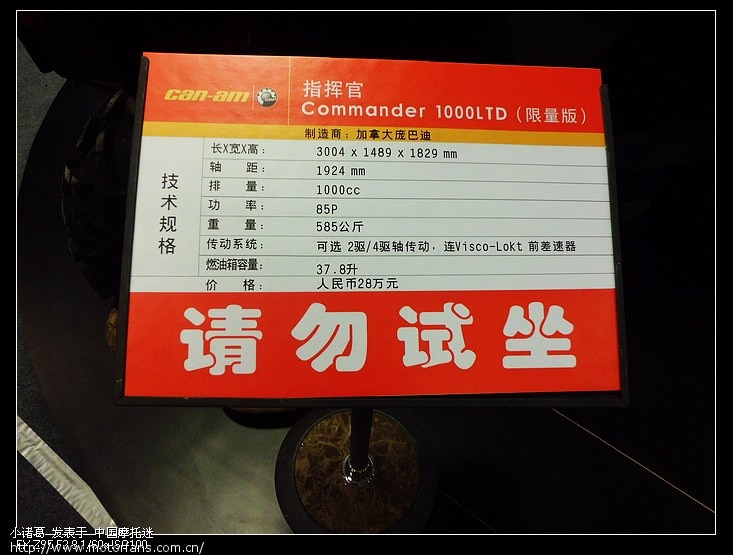 can-am
指挥官
Commander 1000LTD（限量版）
制造商：加拿大庞巴迪
技术规格
长X宽X高： 3004 x 1489 x 1829 mm
轴 距： 1924 mm
排 量： 1000cc
功 率： 85P
重 量： 585公斤
传动系统： 可选 2驱/4驱轴传动，连Visco-Lokt 前差速器
燃油箱容量： 37.8升
价 格： 人民币28万元
请勿试坐
小诸葛 发表于 中国摩托迷
http://www.motorfans.com.cn/